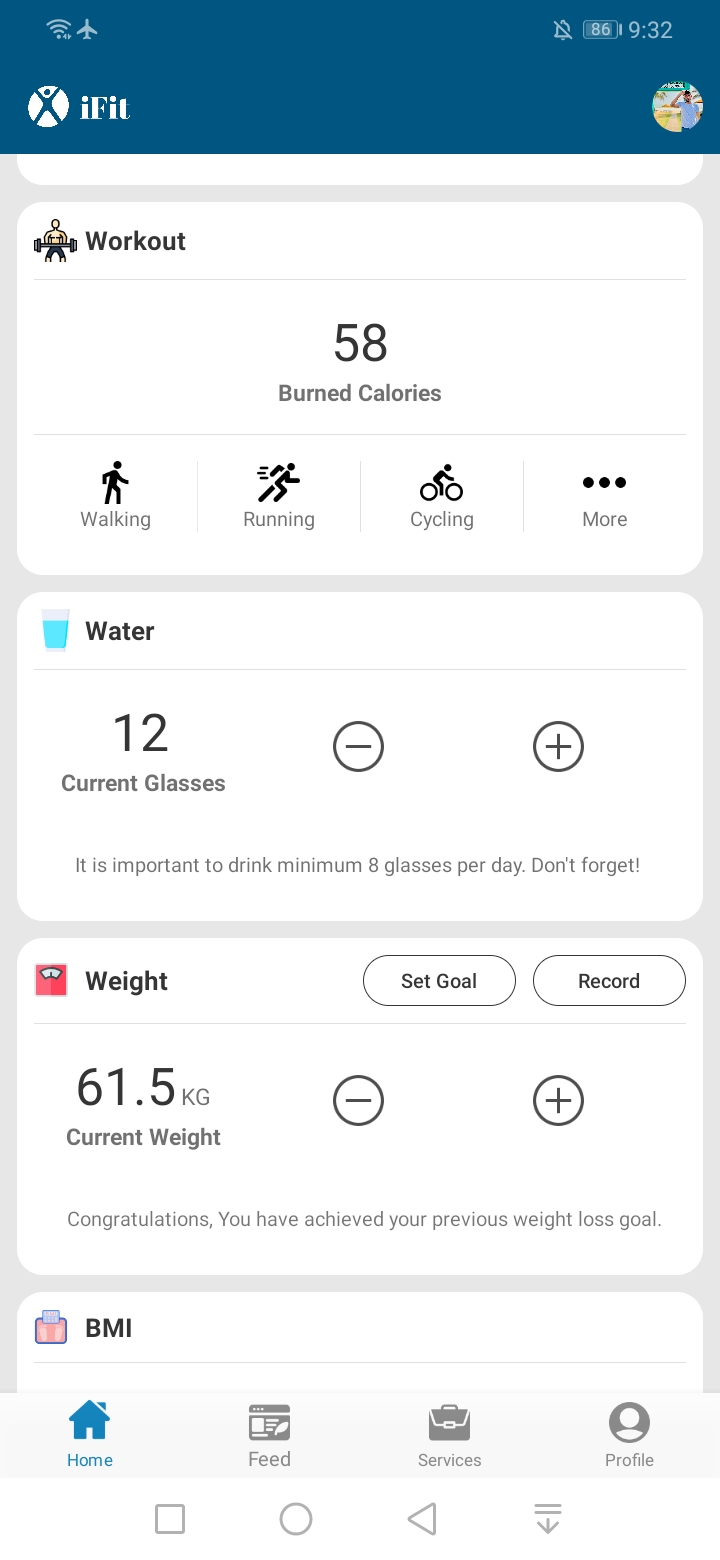 86 9:32
iFit
Workout
58
Burned Calories
Walking Running Cycling More
Water
12
Current Glasses
It is important to drink minimum 8 glasses per day. Don't forget!
Weight Set Goal Record
61.5 KG
Current Weight
Congratulations, You have achieved your previous weight loss goal.
BMI
Home Feed Services Profile